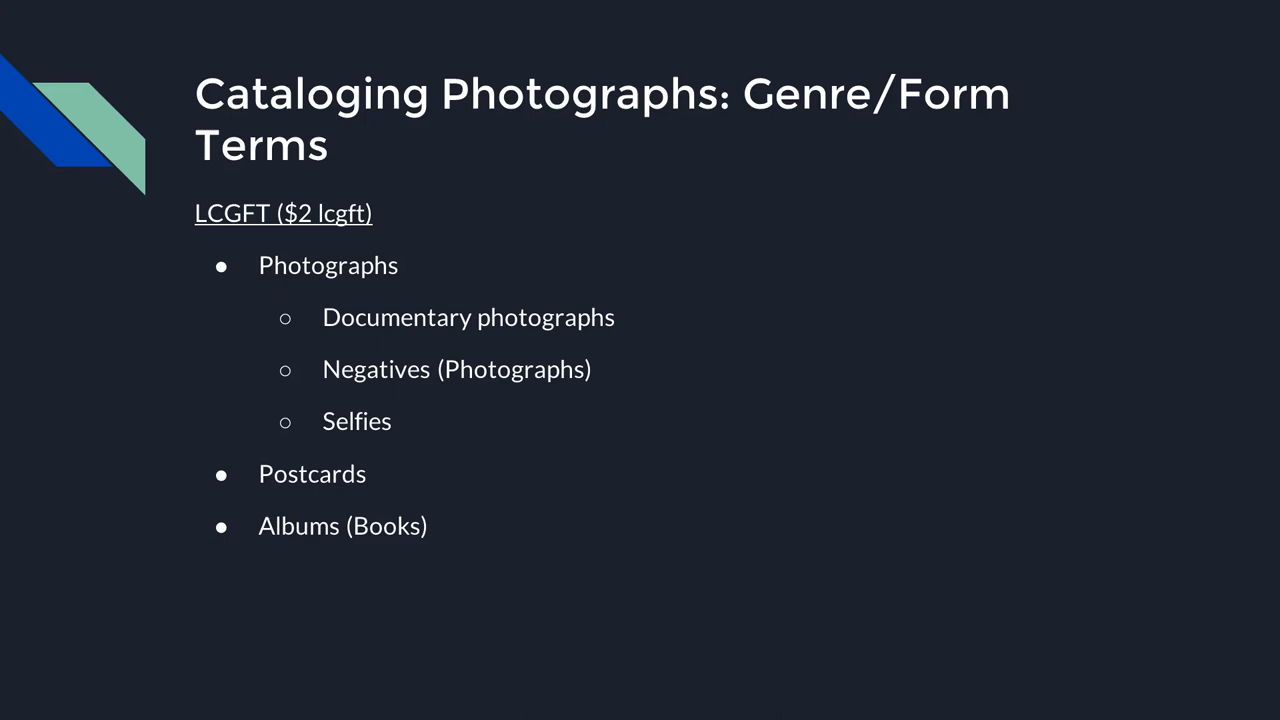 Cataloging Photographs: Genre/Form
Terms
LCGFT ($2 lcgft)
● Photographs
○ Documentary photographs
○ Negatives (Photographs)
○ Selfies
● Postcards
● Albums (Books)